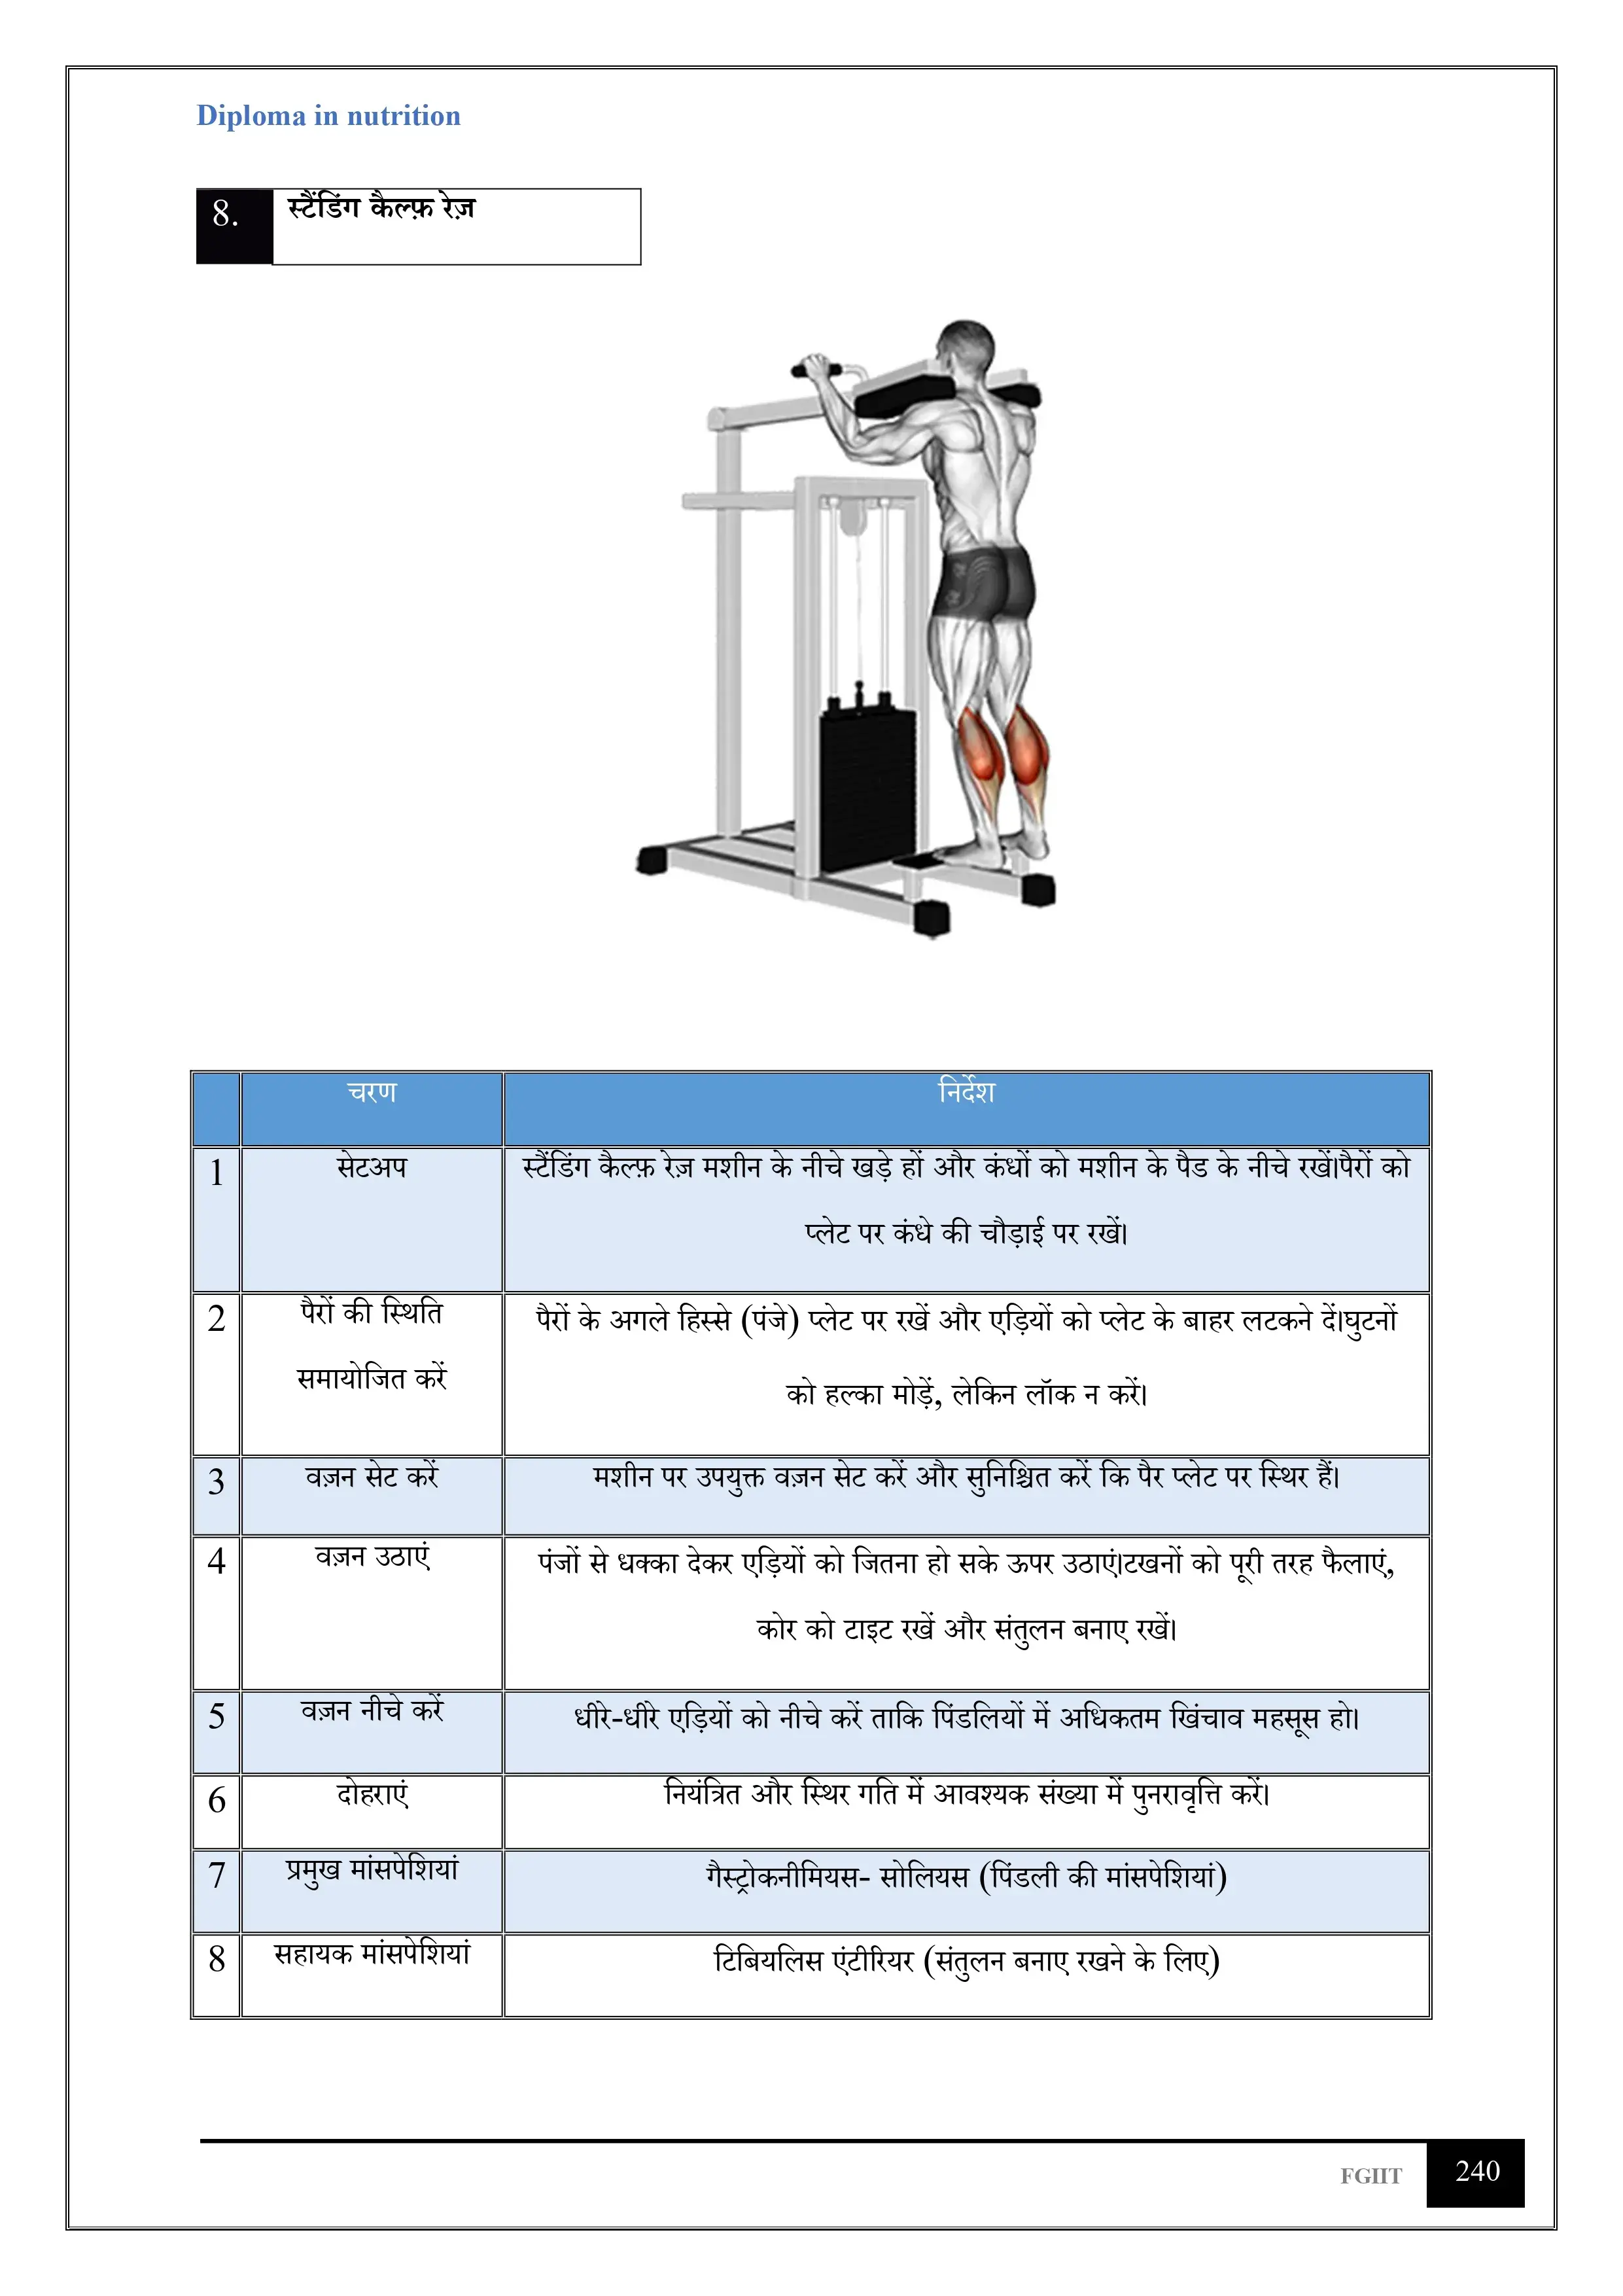 Diploma in nutrition
8. स्टैंडिंग कैल्फ़ रेज़
चरण निर्देश
1 सेटअप स्टैंडिंग कैल्फ़ रेज़ मशीन के नीचे खड़े हों और कंधों को मशीन के पैड के नीचे रखें।पैरों को
प्लेट पर कंधे की चौड़ाई पर रखें।
2 पैरों की स्थिति
समायोजित करें
पैरों के अगले हिस्से (पंजे) प्लेट पर रखें और एड़ियों को प्लेट के बाहर लटकने दें।घुटनों
को हल्का मोड़ें, लेकिन लॉक न करें।
3 वज़न सेट करें मशीन पर उपयुक्त वज़न सेट करें और सुनिश्चित करें कि पैर प्लेट पर स्थिर हैं।
4 वज़न उठाएं पंजों से धक्का देकर एड़ियों को जितना हो सके ऊपर उठाएं।टखनों को पूरी तरह फैलाएं,
कोर को टाइट रखें और संतुलन बनाए रखें।
5 वज़न नीचे करें धीरे-धीरे एड़ियों को नीचे करें ताकि पिंडलियों में अधिकतम खिंचाव महसूस हो।
6 दोहराएं नियंत्रित और स्थिर गति में आवश्यक संख्या में पुनरावृत्ति करें।
7 प्रमुख मांसपेशियां गैस्ट्रोकनीमियस- सोलियस (पिंडली की मांसपेशियां)
8 सहायक मांसपेशियां टिबियलिस एंटीरियर (संतुलन बनाए रखने के लिए)
FGIIT 240